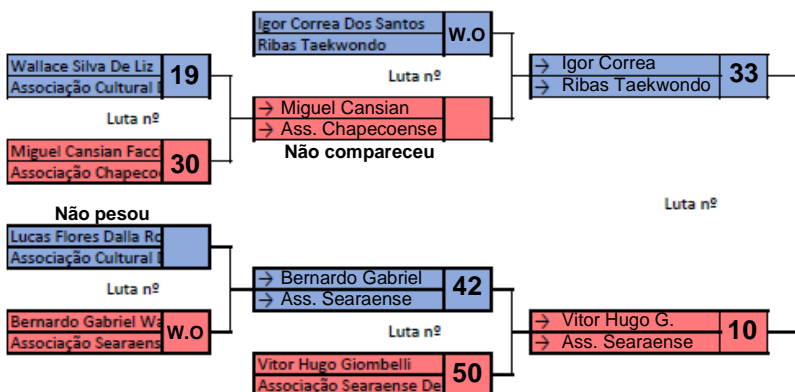 Igor Correa Dos Santos
Ribas Taekwondo
W.O
Wallace Silva De Liz
Associação Cultural
19
Luta nº
→ Igor Correa
→ Ribas Taekwondo
33
Luta nº
→ Miguel Cansian
→ Ass. Chapecoense
Não compareceu
Miguel Cansian Facc
Associação Chapeco
30
Luta nº
Não pesou
Lucas Flores Dalla Ro
Associação Cultural
Luta nº
→ Bernardo Gabriel
→ Ass. Searaense
42
Bernardo Gabriel Wa
Associação Searaens
W.O
Luta nº
→ Vitor Hugo G.
→ Ass. Searaense
10
Vitor Hugo Giombelli
Associação Searaense De
50